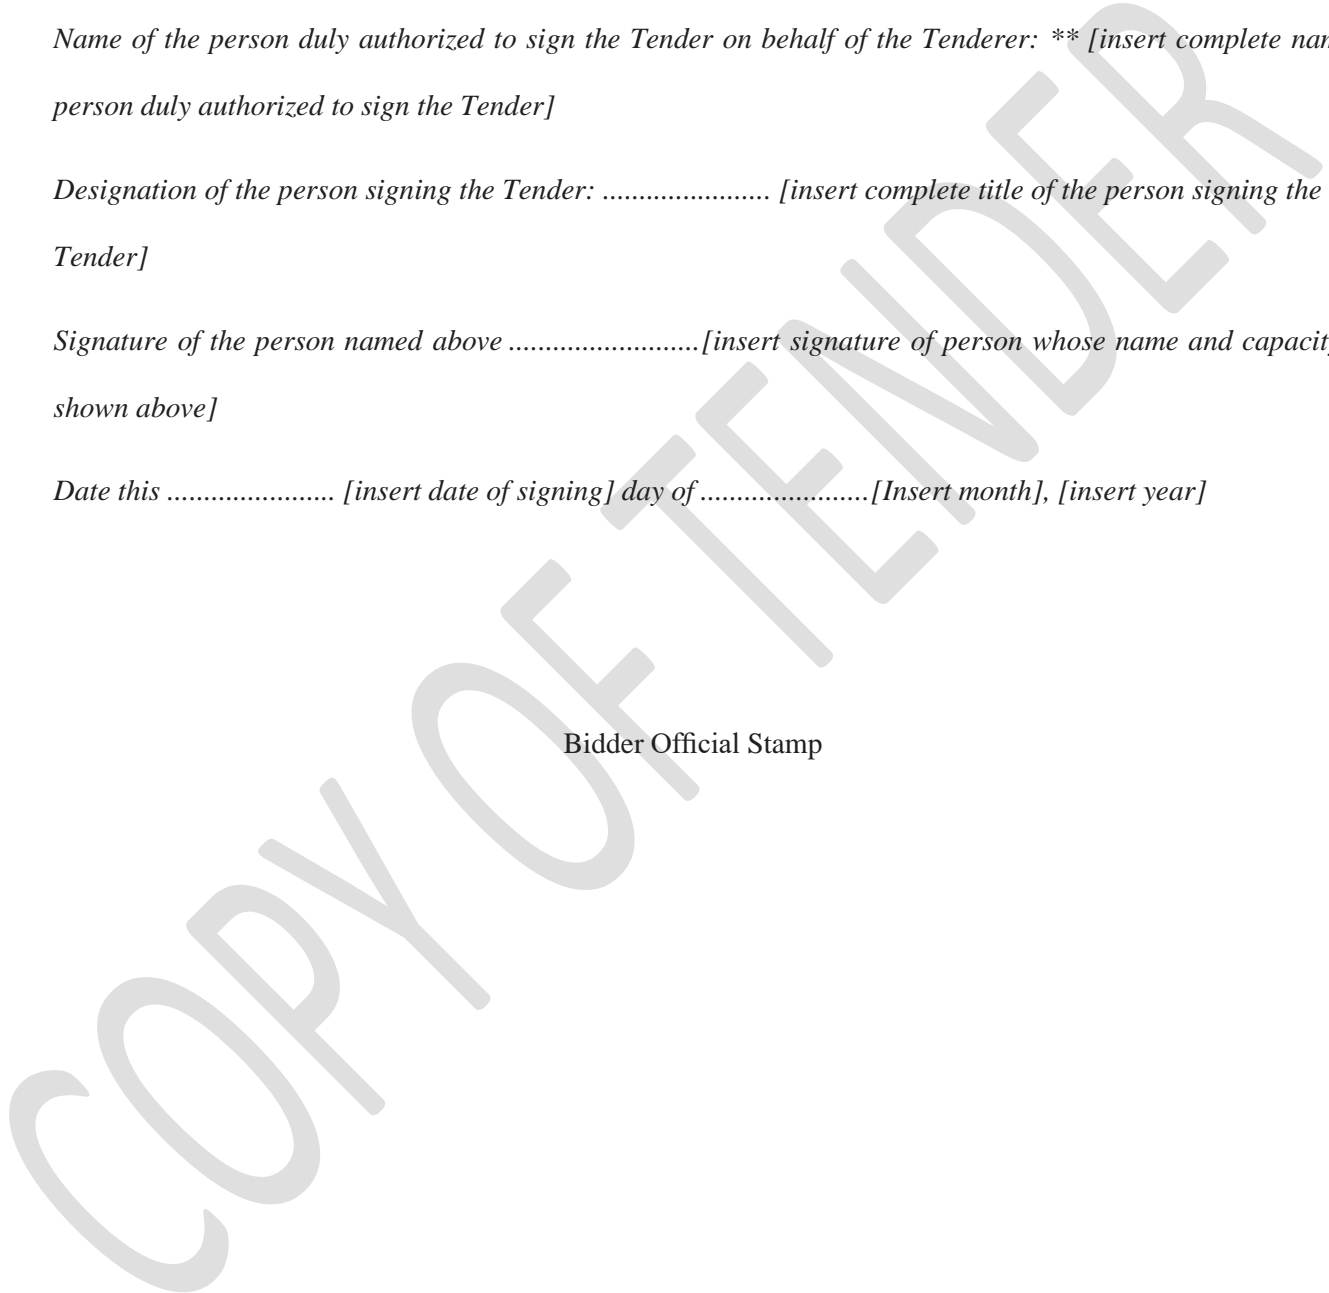 Name of the person duly authorized to sign the Tender on behalf of the Tenderer: ** [insert complete
person duly authorized to sign the Tender]
Designation of the person signing the Tender: ....................... [insert complete title of the person signing the
Tender]
Signature of the person named above ..........................[insert signature of person whose name and
shown above]
Date this ....................... [insert date of signing] day of .......................[Insert month], [insert year]
Bidder Official Stamp
COPY OF TENDER